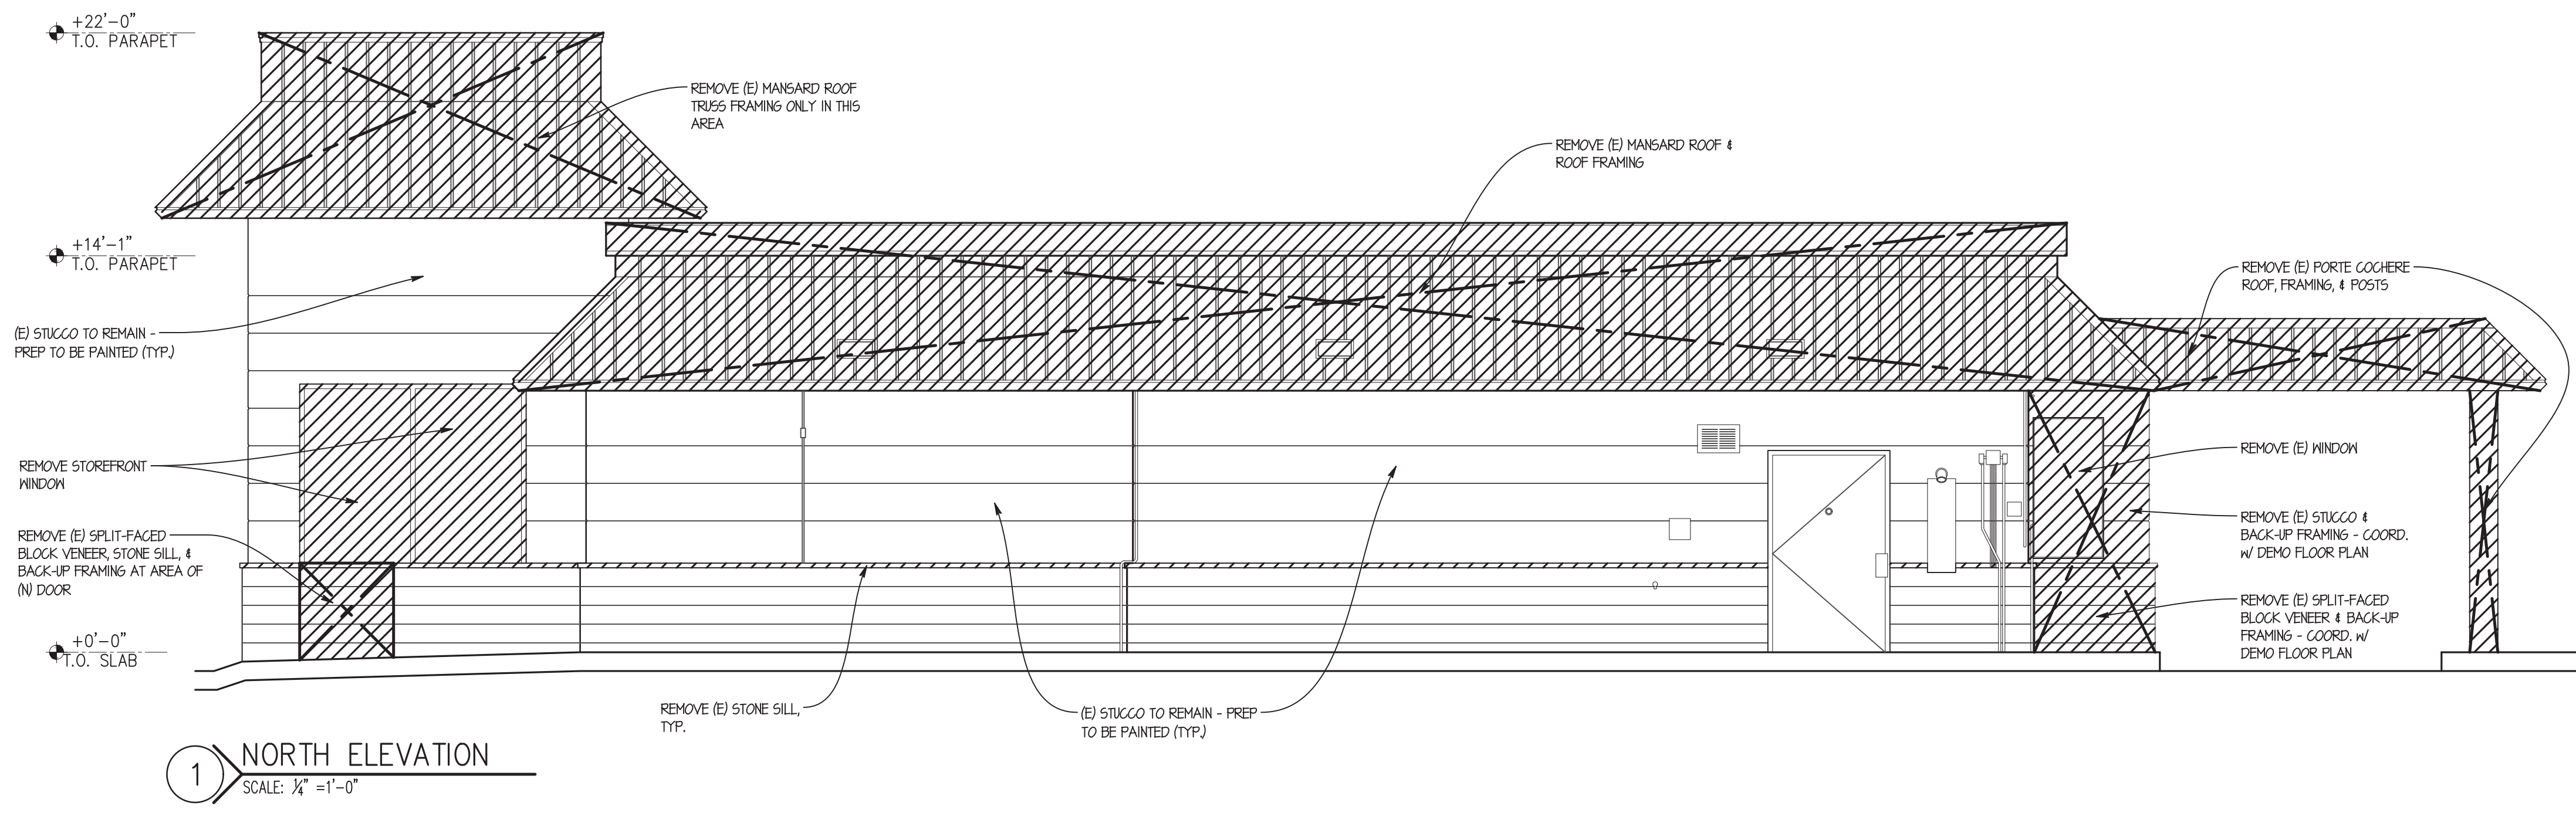 +22'-0"
T.O. PARAPET
REMOVE (E) MANSARD ROOF
TRUSS FRAMING ONLY IN THIS
AREA
REMOVE (E) MANSARD ROOF &
ROOF FRAMING
+14'-1"
T.O. PARAPET
REMOVE (E) PORTE COCHERE
ROOF, FRAMING, & POSTS
(E) STUCCO TO REMAIN -
PREP TO BE PAINTED (TYP.)
REMOVE STOREFRONT
WINDOW
REMOVE (E) WINDOW
REMOVE (E) SPLIT-FACED
BLOCK VENEER, STONE SILL, &
BACK-UP FRAMING AT AREA OF
(N) DOOR
REMOVE (E) STUCCO &
BACK-UP FRAMING - COORD.
W/ DEMO FLOOR PLAN
REMOVE (E) SPLIT-FACED
BLOCK VENEER & BACK-UP
FRAMING - COORD. W/
DEMO FLOOR PLAN
+0'-0"
T.O. SLAB
REMOVE (E) STONE SILL,
TYP.
(E) STUCCO TO REMAIN - PREP
TO BE PAINTED (TYP.)
1
NORTH ELEVATION
SCALE: ¼" =1'-0"